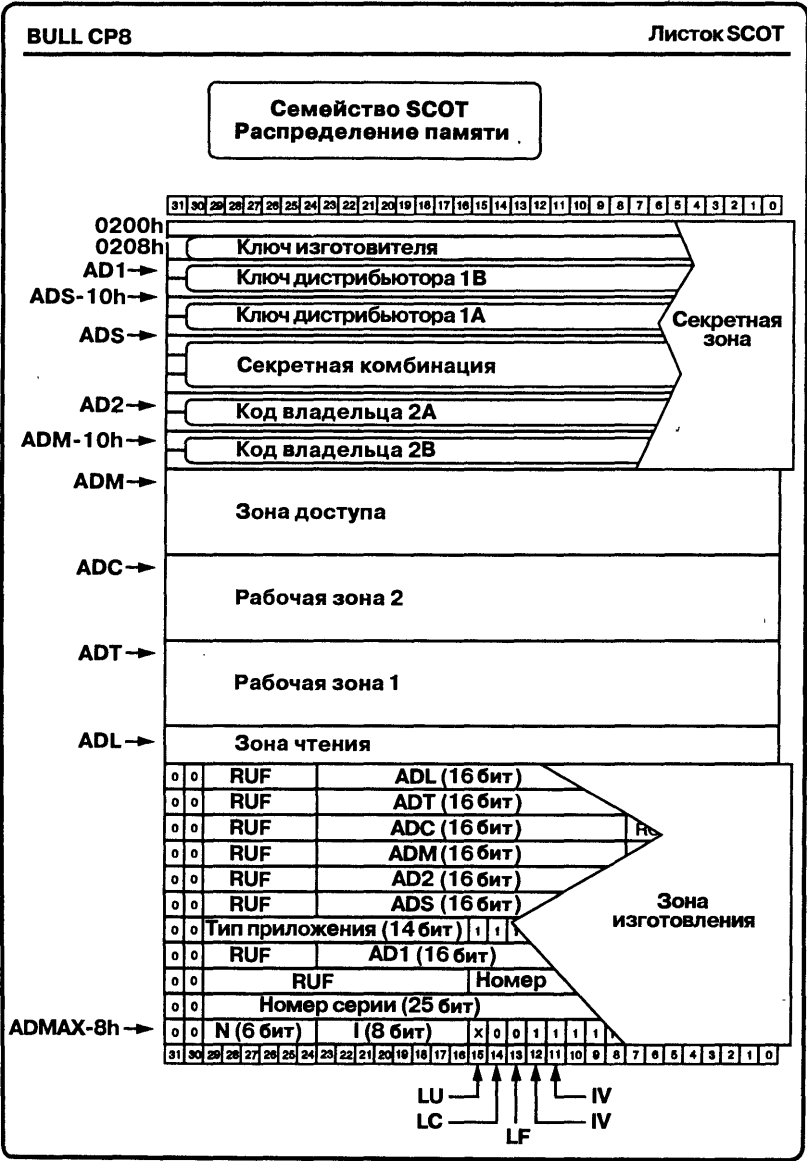 BULL CP8 Листок SCOT
Семейство SCOT
Распределение памяти
31 30 29 28 27 26 25 24 23 22 21 20 19 18 17 16 15 14 13 12 11 10 9 8 7 6 5 4 3 2 1 0
0200h
0208h Ключ изготовителя
AD1 Ключ дистрибьютора 1B
ADS-10h
Ключ дистрибьютора 1A
Секретная
зона
ADS
Секретная комбинация
AD2 Код владельца 2A
ADM-10h
Код владельца 2B
ADM
Зона доступа
ADC
Рабочая зона 2
ADT
Рабочая зона 1
ADL Зона чтения
0 0 RUF ADL (16 бит)
0 0 RUF ADT (16 бит)
0 0 RUF ADC (16 бит)
0 0 RUF ADM (16 бит)
0 0 RUF AD2 (16 бит)
0 0 RUF ADS (16 бит)
Зона
изготовления
0 0 Тип приложения (14 бит) 1 1
0 0 RUF AD1 (16 бит)
0 0 RUF Номер
0 0 Номер серии (25 бит)
ADMAX-8h 0 0 N (6 бит) I (8 бит) X 0 0 1 1 1 1
31 30 29 28 27 26 25 24 23 22 21 20 19 18 17 16 15 14 13 12 11 10 9 8 7 6 5 4 3 2 1 0
LU IV
LC IV
LF